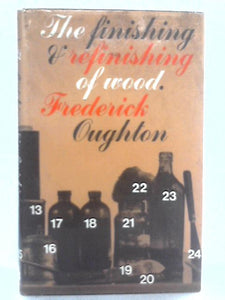 The finishing
& refinishing
of wood.
Frederick
Oughton
13
17
18
22
23
21
16
19
20
24